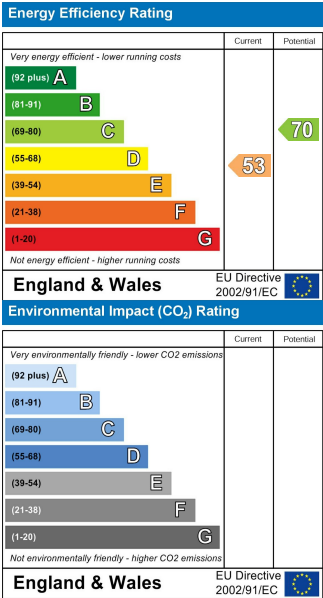 Energy Efficiency Rating
Current Potential
Very energy efficient - lower running costs
(92 plus) A
(81-91) B
(69-80) C
(55-68) D
(39-54) E
(21-38) F
(1-20) G
53
70
Not energy efficient - higher running costs
England & Wales
EU Directive
2002/91/EC
Environmental Impact (CO₂) Rating
Current Potential
Very environmentally friendly - lower CO2 emissions
(92 plus) A
(81-91) B
(69-80) C
(55-68) D
(39-54) E
(21-38) F
(1-20) G
Not environmentally friendly - higher CO2 emissions
England & Wales
EU Directive
2002/91/EC